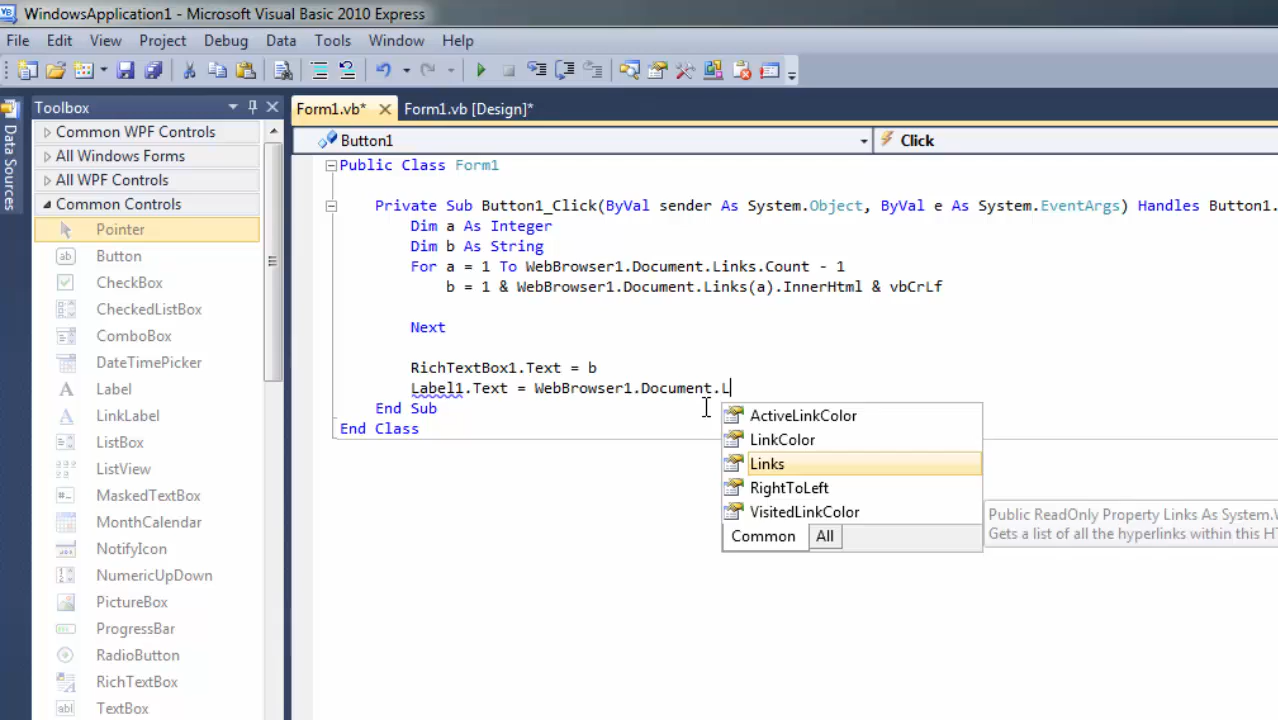 WindowsApplication1 - Microsoft Visual Basic 2010 Express
File Edit View Project Debug Data Tools Window Help
Toolbox
Form1.vb* Form1.vb [Design]*
Data Sources
Button1 Click
Common WPF Controls
All Windows Forms
All WPF Controls
Common Controls
Pointer
Button
CheckBox
CheckedListBox
ComboBox
DateTimePicker
Label
LinkLabel
ListBox
ListView
MaskedTextBox
MonthCalendar
NotifyIcon
NumericUpDown
PictureBox
ProgressBar
RadioButton
RichTextBox
TextBox
Public Class Form1
Private Sub Button1_Click(ByVal sender As System.Object, ByVal e As System.EventArgs) Handles Button1.
Dim a As Integer
Dim b As String
For a = 1 To WebBrowser1.Document.Links.Count - 1
b = 1 & WebBrowser1.Document.Links(a).InnerHtml & vbCrLf
Next
RichTextBox1.Text = b
Label1.Text = WebBrowser1.Document.L
End Sub
End Class
ActiveLinkColor
LinkColor
Links
RightToLeft
VisitedLinkColor
Common All
Public ReadOnly Property Links As System.
Gets a list of all the hyperlinks within this